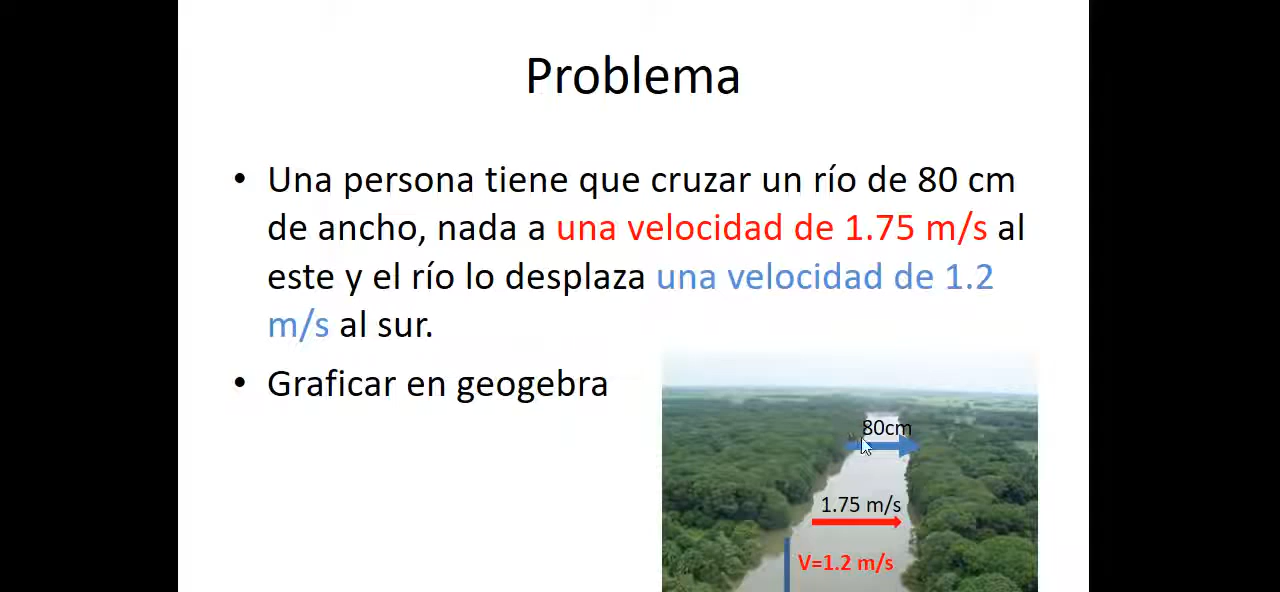 Problema
• Una persona tiene que cruzar un río de 80 cm
de ancho, nada a una velocidad de 1.75 m/s al
este y el río lo desplaza una velocidad de 1.2
m/s al sur.
• Graficar en geogebra
80cm
1.75 m/s
V=1.2 m/s